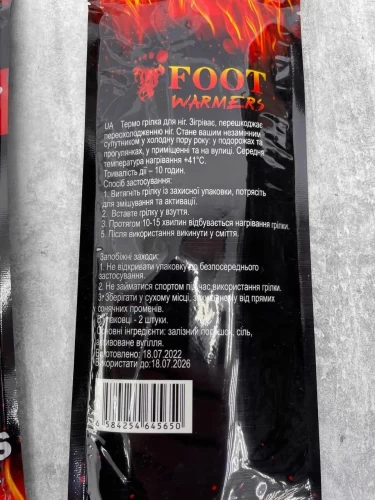 FOOT
WARMERS
UA Термо грілка для ніг. Зігріває, перешкоджає
переохолодженню ніг. Стане вашим незамінним
супутником у холодну пору року: у подорожах та
прогулянках, у приміщенні та на вулиці. Середня
температура нагрівання +41°С.
Тривалість дії – 10 годин.
Спосіб застосування:
1. Витягніть грілку із захисної упаковки, потрясіть
для змішування та активації.
2. Вставте грілку у взуття.
3. Протягом 10-15 хвилин відбувається нагрівання грілки.
5. Після використання викинути у сміття.
Запобіжні заходи:
1. Не відкривати упаковку до безпосереднього
застосування.
2. Не займатися спортом під час використання грілки.
3. Зберігати у сухому місці, від прямих
сонячних променів.
В упаковці - 2 штуки.
Основні інгредієнти: залізний порошок, сіль,
активоване вугілля.
Виготовлено: 18.07.2022
Використати до:18.07.2026
4 584254 645650
S